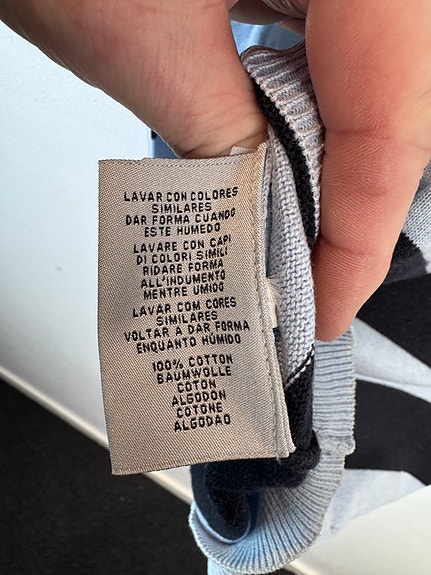 LAVAR CON COLORES
SIMILARES
DAR FORMA CUANDO
ESTE HUMEDO
LAVARE CON CAPI
DI COLORI SIMILI
RIDARE FORMA
ALL'INDUMENTO
MENTRE UMIDO
LAVAR COM CORES
SIMILARES
VOLTAR A DAR FORMA
ENQUANTO HÚMIDO
100% COTTON
BAUMWOLLE
COTON
ALGODON
COTONE
ALGODAO